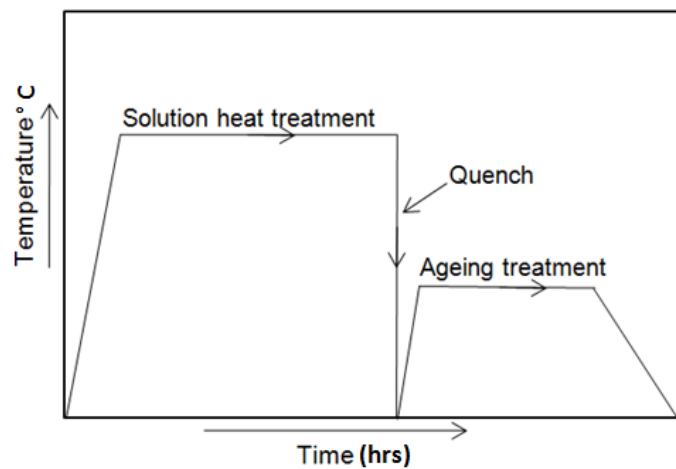 Temperature°C
Solution heat treatment
Quench
Ageing treatment
Time (hrs)